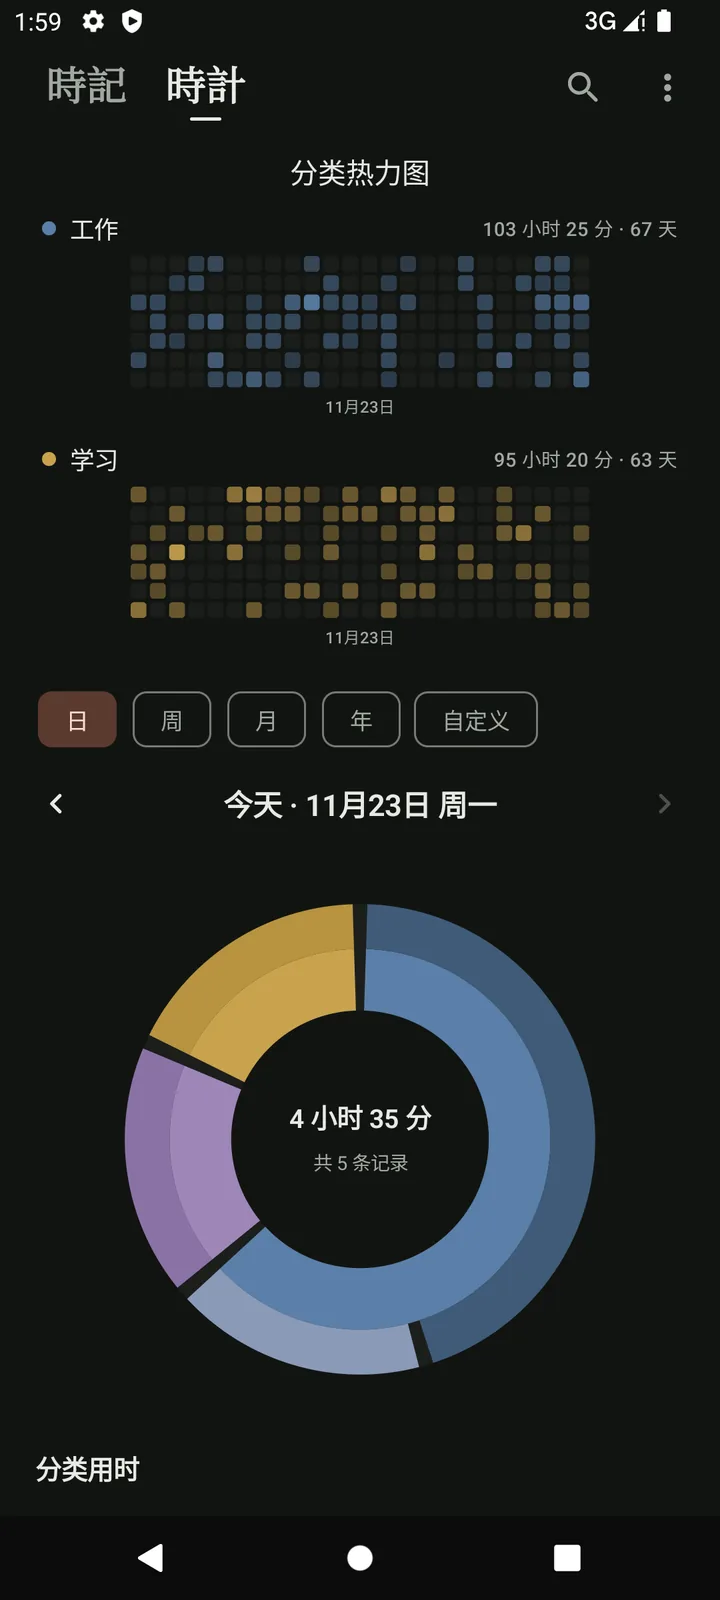 1:59 3G
時記 時計
分类热力图
工作 103 小时 25 分 · 67 天
11月23日
学习 95 小时 20 分 · 63 天
11月23日
日 周 月 年 自定义
今天 · 11月23日 周一
4 小时 35 分
共 5 条记录
分类用时